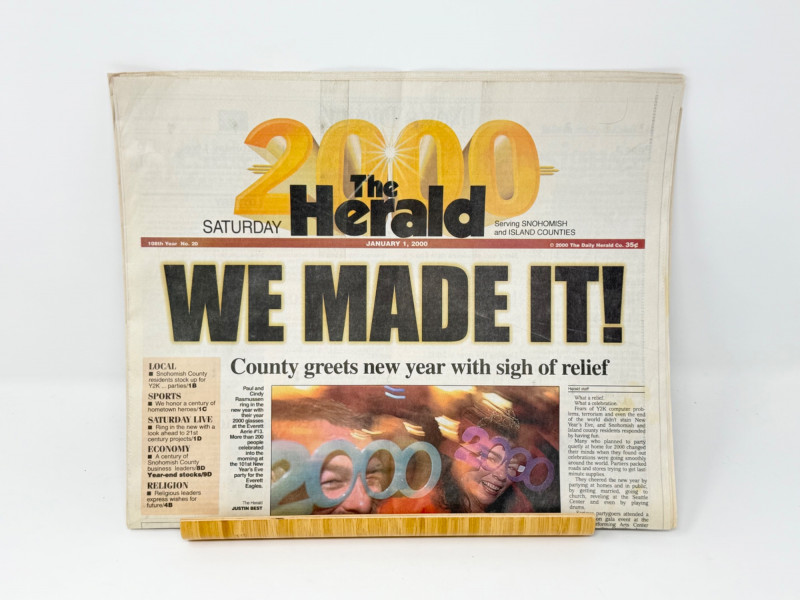 2000
The
Herald
SATURDAY
Serving SNOHOMISH
and ISLAND COUNTIES
JANUARY 1, 2000
© 2000 The Daily Herald Co. 35¢
WE MADE IT!
County greets new year with sigh of relief
LOCAL
■ Snohomish County
residents stock up for
Y2K ... parties/1B
SPORTS
■ We honor a century of
hometown heroes/1C
SATURDAY LIVE
■ Ring in the new with a
look ahead to 21st
century projects/1D
ECONOMY
■ A century of
Snohomish County
business leaders/8D
Year-end stocks/9D
RELIGION
■ Religious leaders
express wishes for
future/4B
Paul and
Cindy
Rasmussen
ring in the
new year with
their year
2000 glasses
at the Everett
Aerie #13.
More than 200
people
celebrated
into the
morning at
the 101st New
Year's Eve
party for the
Everett
Eagles.
The Herald
JUSTIN BEST
2000
2000
Herald staff
What a relief.
What a celebration.
Fears of Y2K computer prob-
lems, terrorism and even the end
of the world didn't stars New
Year's Eve, and Snohomish and
Island county residents responded
by having fun.
Many who planned to party
quietly at home for 2000 changed
their minds when they found out
celebrations were going smoothly
around the world. Partiers packed
roads and stores trying to get last-
minute supplies.
They cheered the new year by
partying at homes and in public,
by getting married, going to
church, reveling at the Seattle
Center and even by playing
drums.
partygoers attended a
gala event at the
forming Arts Center